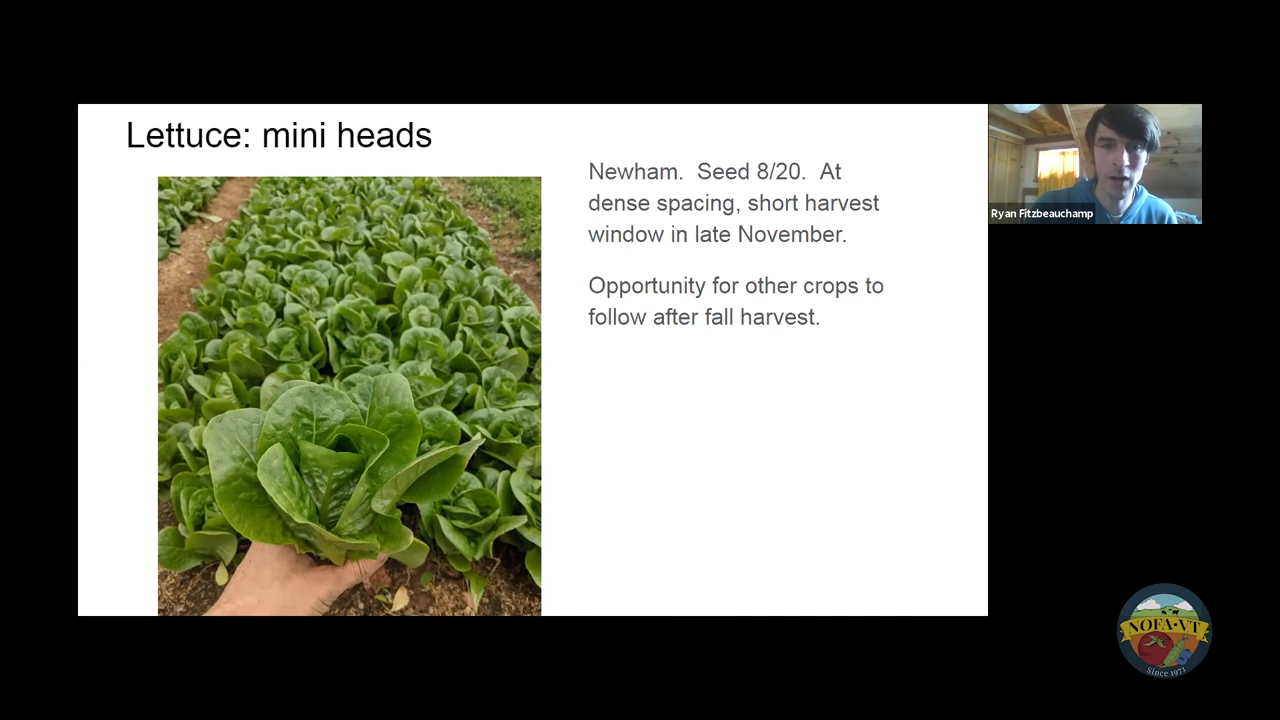 Lettuce: mini heads
Newham.  Seed 8/20.  At
dense spacing, short harvest
window in late November.
Opportunity for other crops to
follow after fall harvest.
Ryan Fitzbeauchamp
NOFA•VT
Since 1971